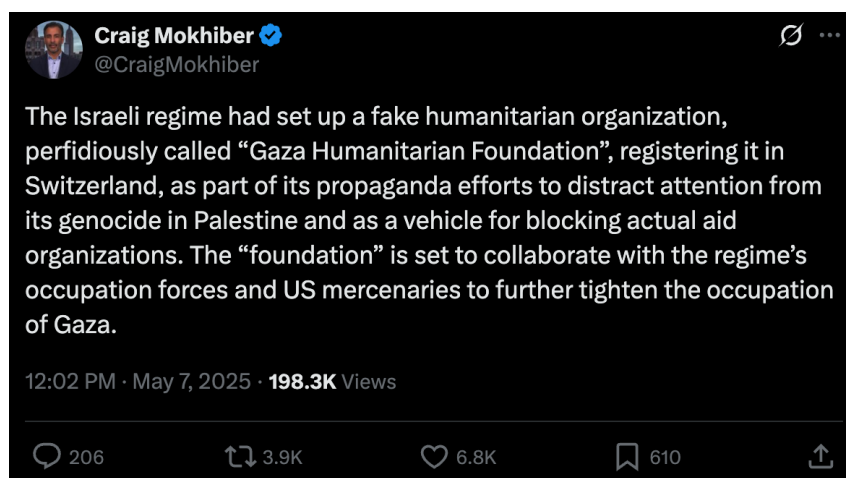 Craig Mokhiber
@CraigMokhiber
The Israeli regime had set up a fake humanitarian organization,
perfidiously called “Gaza Humanitarian Foundation”, registering it in
Switzerland, as part of its propaganda efforts to distract attention from
its genocide in Palestine and as a vehicle for blocking actual aid
organizations. The “foundation” is set to collaborate with the regime’s
occupation forces and US mercenaries to further tighten the occupation
of Gaza.
12:02 PM · May 7, 2025 · 198.3K Views
206 3.9K 6.8K 610